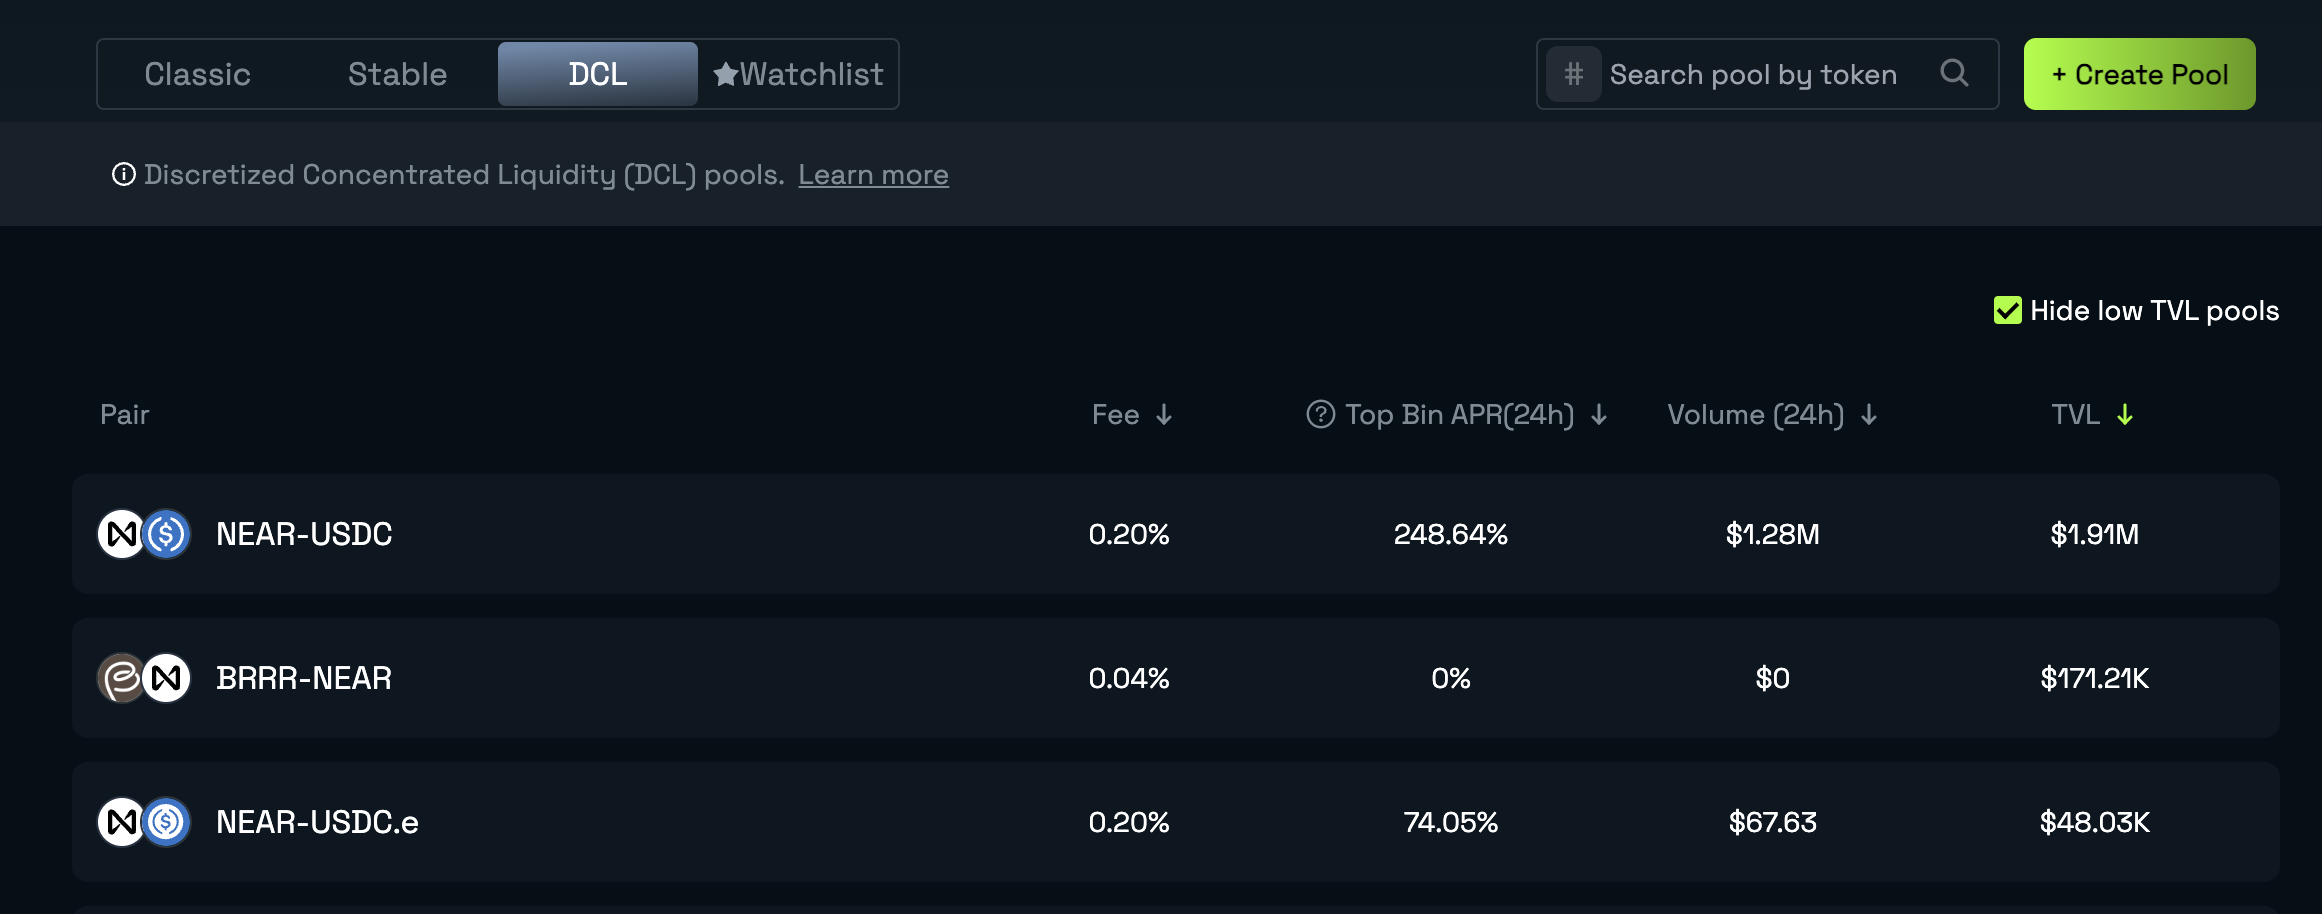 Classic Stable DCL Watchlist # Search pool by token + Create Pool
Discretized Concentrated Liquidity (DCL) pools. Learn more
Hide low TVL pools
Pair Fee ↓ Top Bin APR(24h) ↓ Volume (24h) ↓ TVL ↓
NEAR-USDC 0.20% 248.64% $1.28M $1.91M
BRRR-NEAR 0.04% 0% $0 $171.21K
NEAR-USDC.e 0.20% 74.05% $67.63 $48.03K